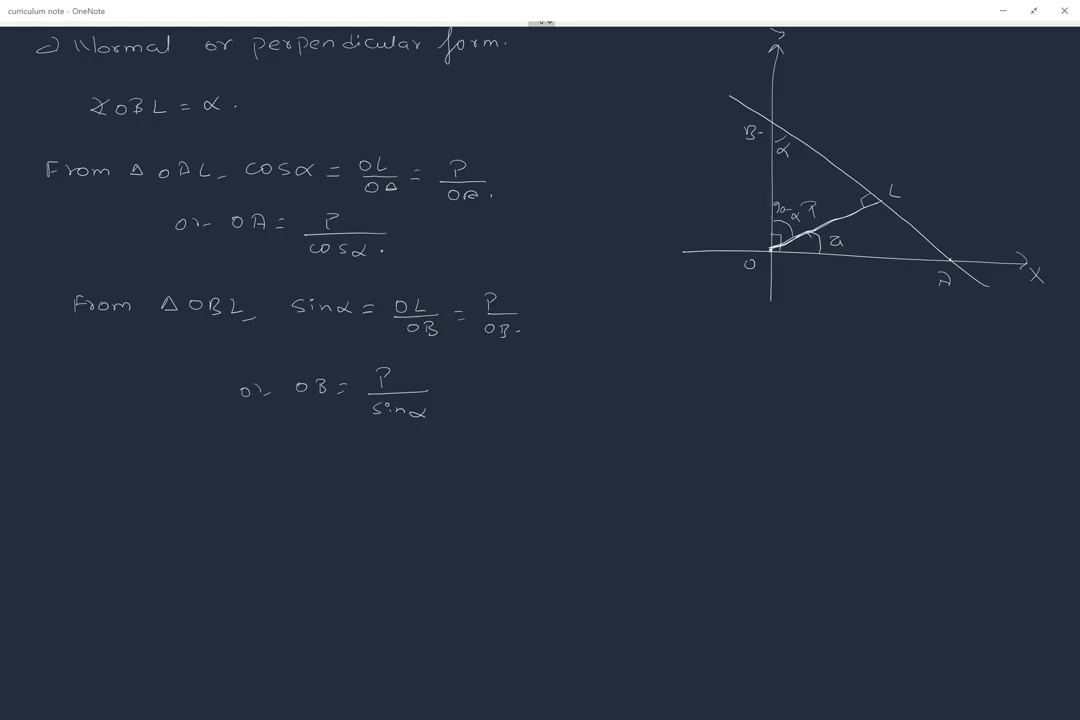 curriculum note - OneNote
c) Normal or perpendicular form.
∡OBL = α.
From Δ OAL, cosα = OL/OA = P/OA.
or OA = P/cosα.
From Δ OBL, sinα = OL/OB = P/OB.
or OB = P/sinα
Y
B
α
L
90-α
P
α
O
A
X